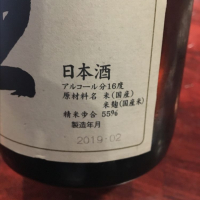 日本酒
アルコール分16度
原材料名 米(国産)
米麹(国産米)
精米歩合 55%
製造年月
2019-02